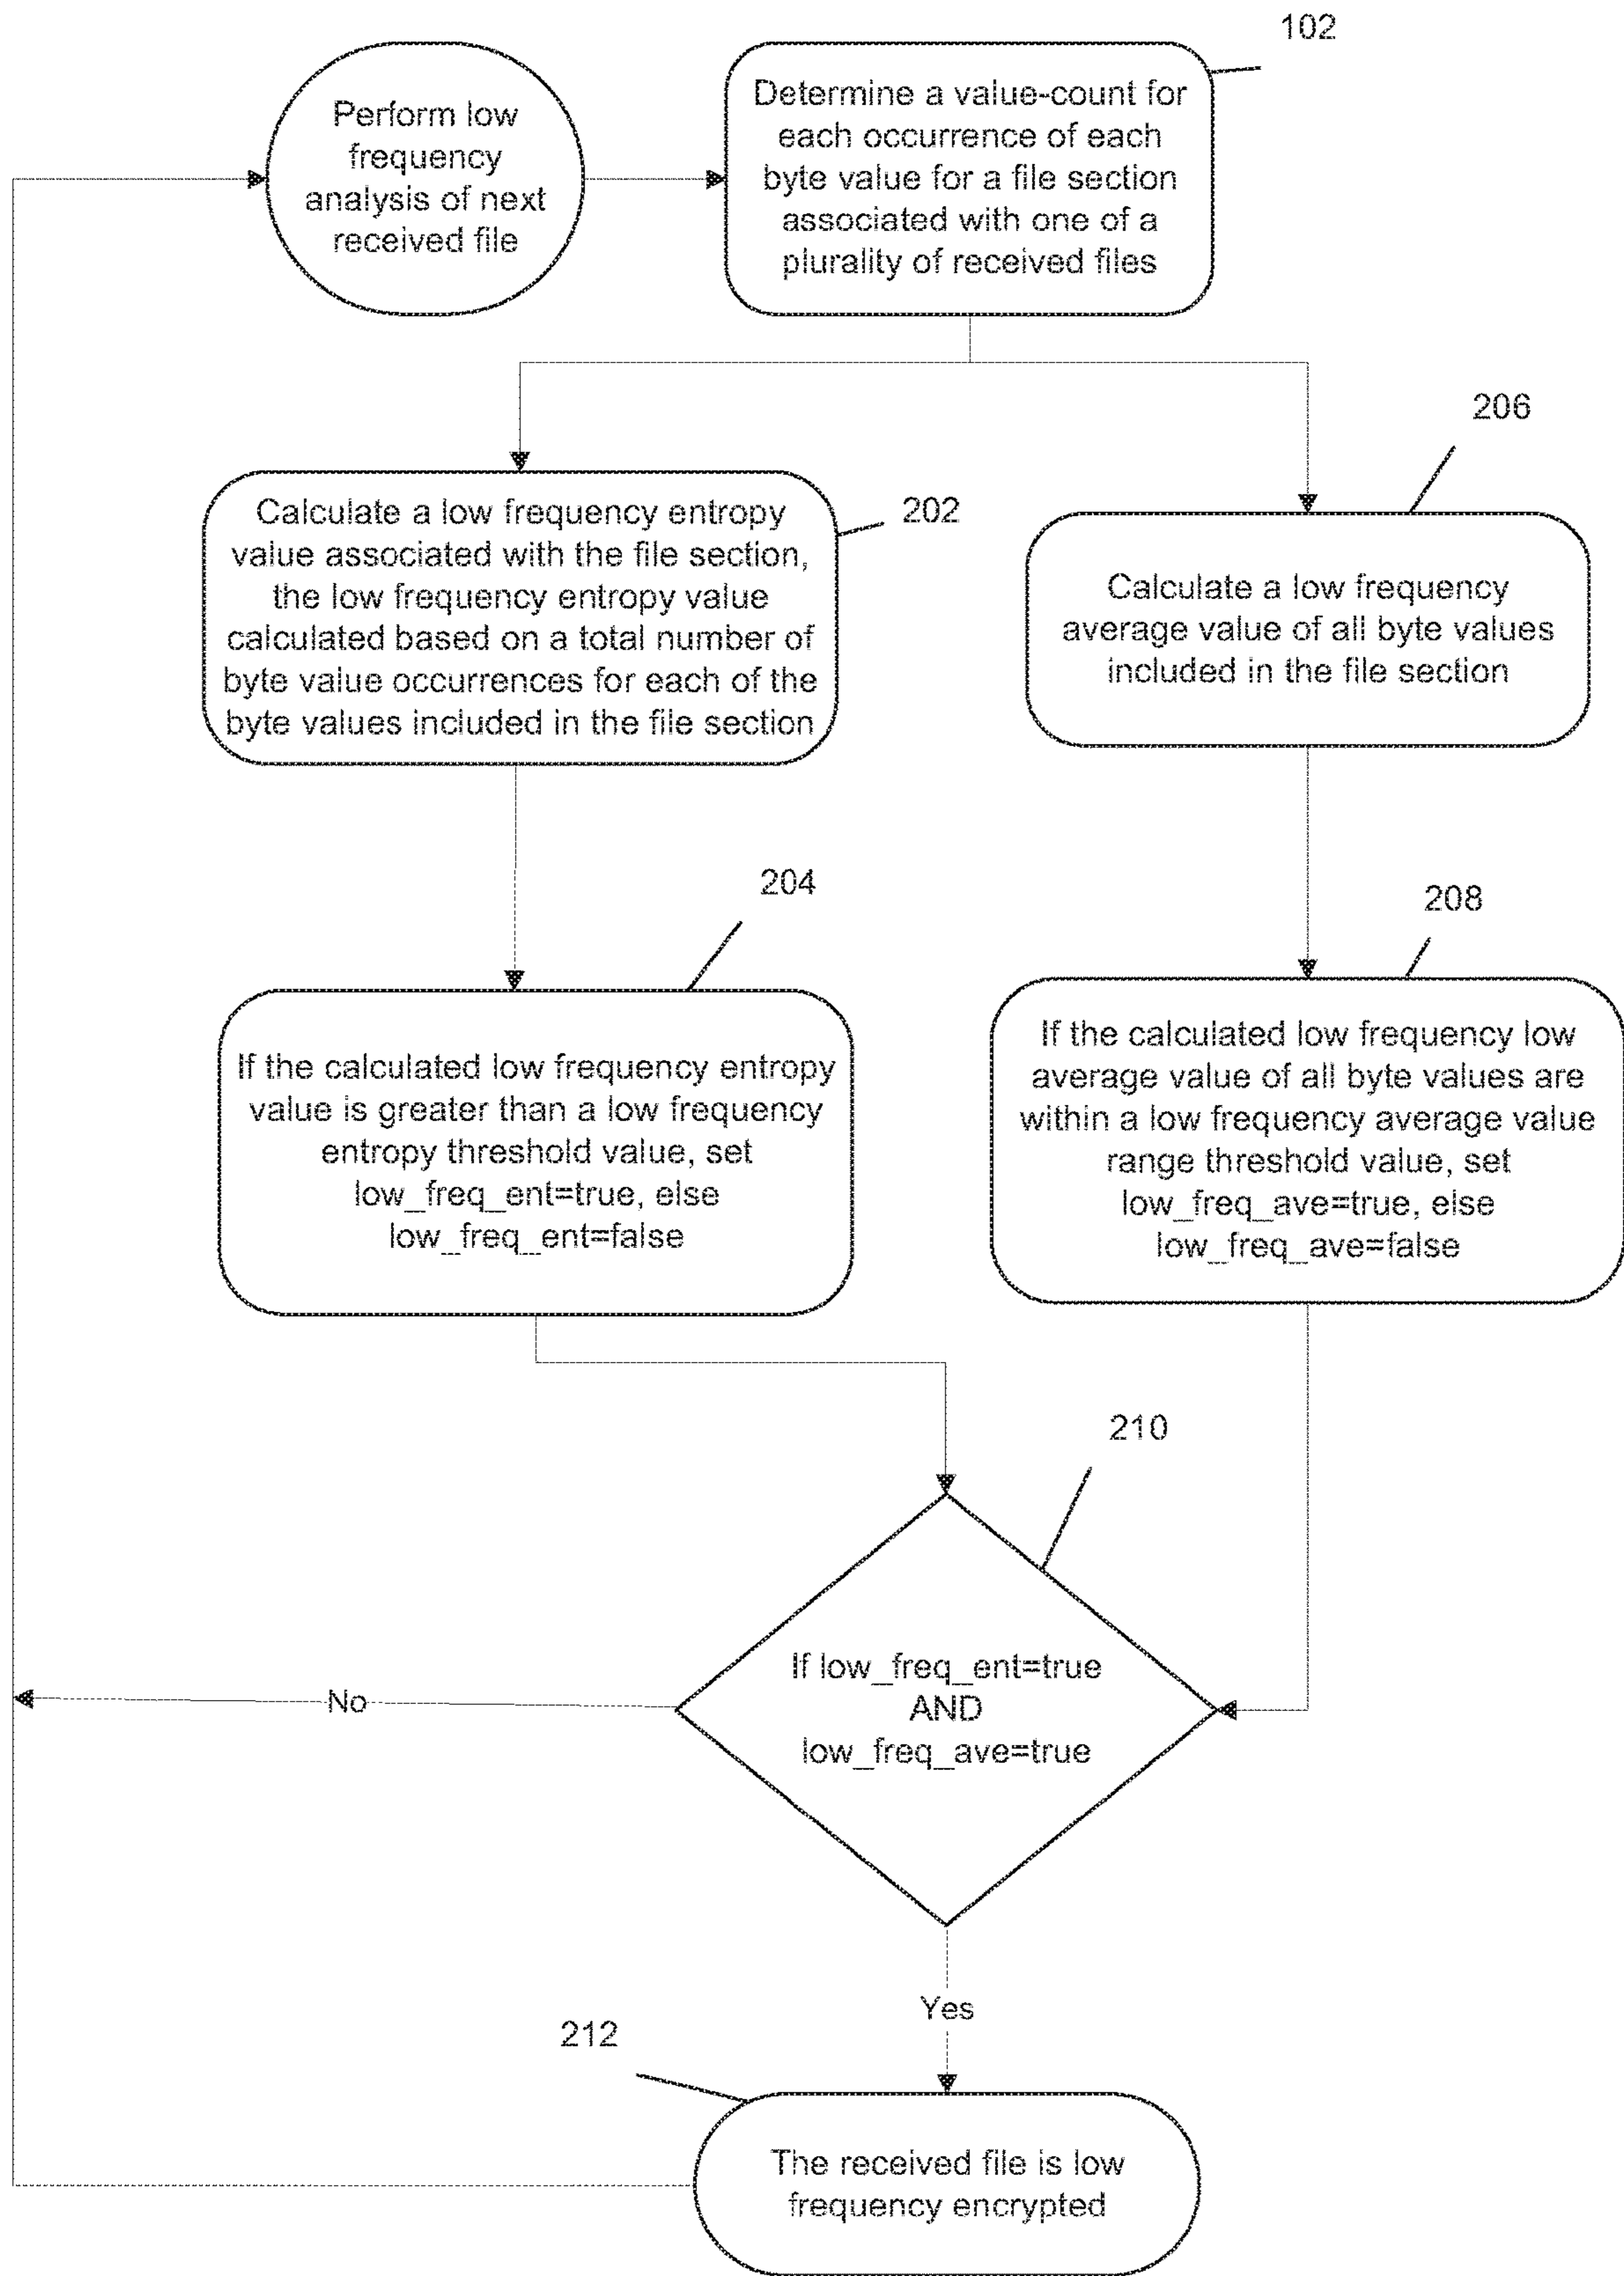 102
Perform low
frequency
analysis of next
received file
Determine a value-count for
each occurrence of each
byte value for a file section
associated with one of a
plurality of received files
206
202
Calculate a low frequency entropy
value associated with the file section,
the low frequency entropy value
calculated based on a total number of
byte value occurrences for each of the
byte values included in the file section
Calculate a low frequency
average value of all byte values
included in the file section
204
208
If the calculated low frequency entropy
value is greater than a low frequency
entropy threshold value, set
low_freq_ent=true, else
low_freq_ent=false
If the calculated low frequency low
average value of all byte values are
within a low frequency average value
range threshold value, set
low_freq_ave=true, else
low_freq_ave=false
210
If low_freq_ent=true
AND
low_freq_ave=true
No
Yes
212
The received file is low
frequency encrypted